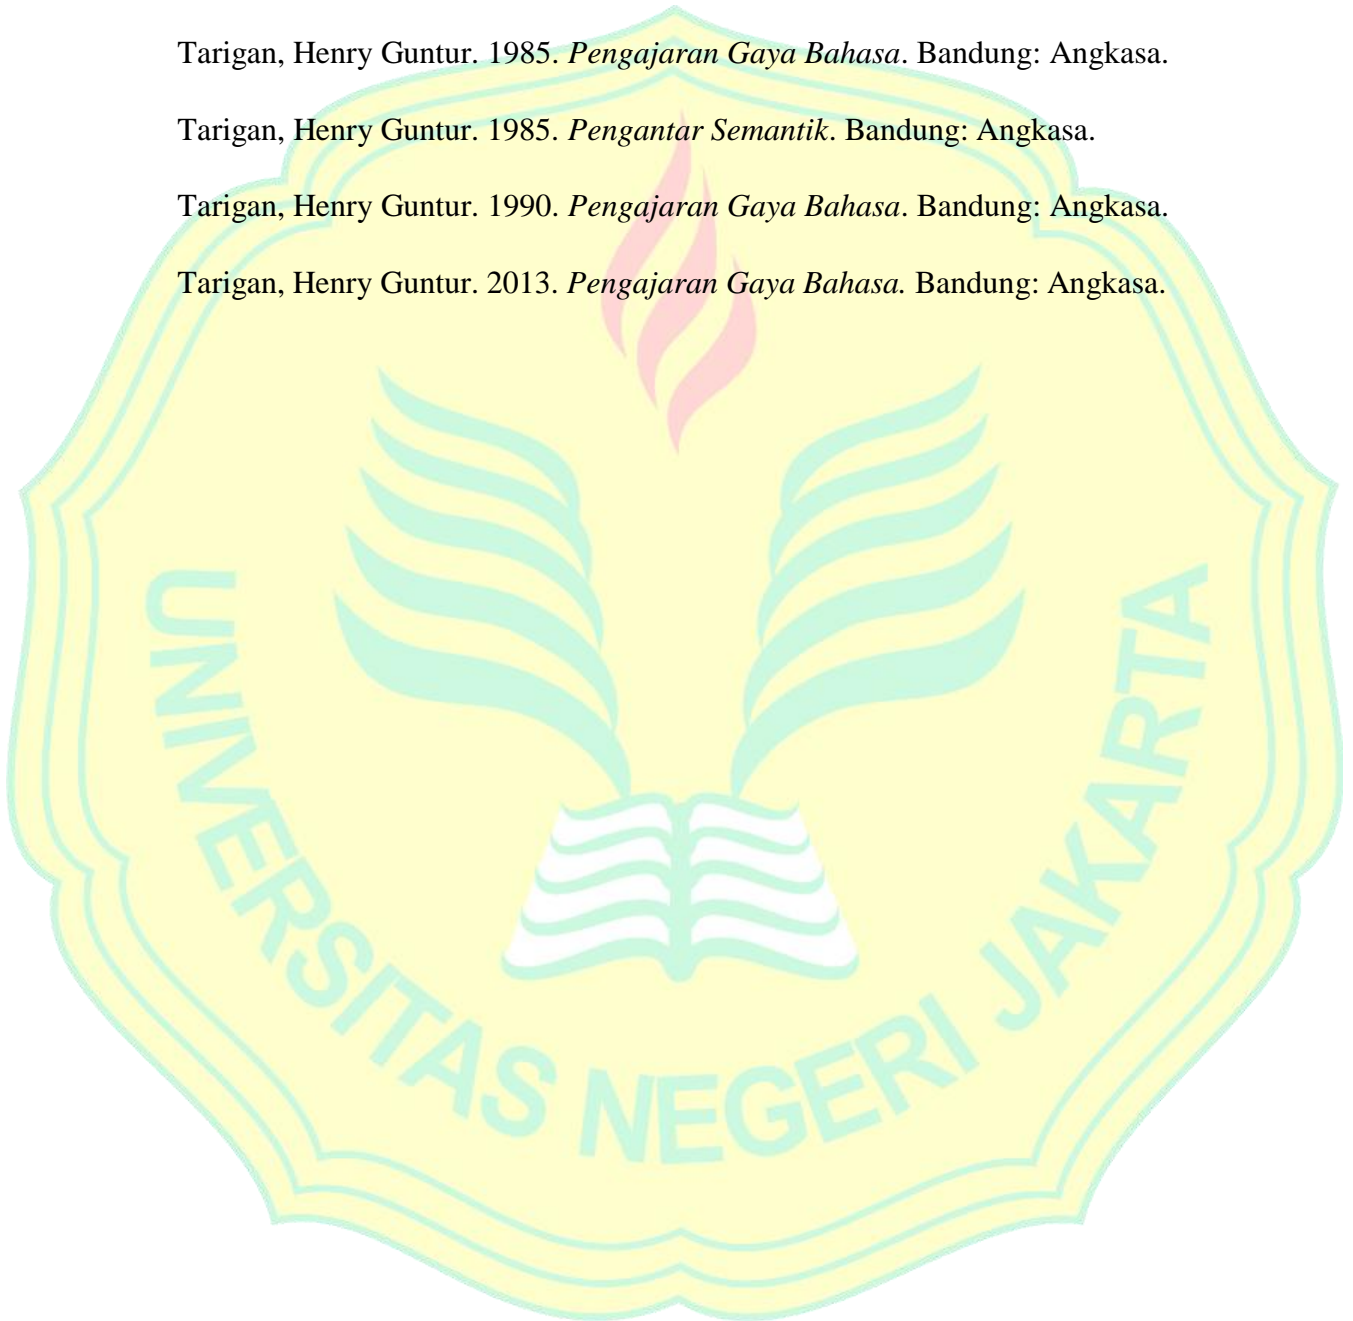 Tarigan, Henry Guntur. 1985. Pengajaran Gaya Bahasa. Bandung: Angkasa.
Tarigan, Henry Guntur. 1985. Pengantar Semantik. Bandung: Angkasa.
Tarigan, Henry Guntur. 1990. Pengajaran Gaya Bahasa. Bandung: Angkasa.
Tarigan, Henry Guntur. 2013. Pengajaran Gaya Bahasa. Bandung: Angkasa.
UNIVERSITAS NEGERI JAKARTA